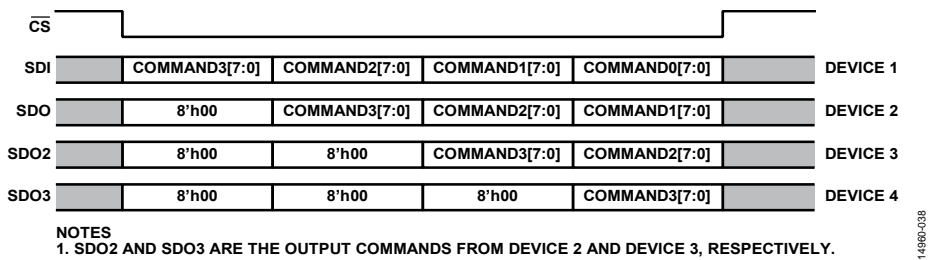 CS
SDI COMMAND3[7:0] COMMAND2[7:0] COMMAND1[7:0] COMMAND0[7:0] DEVICE 1
SDO 8'h00 COMMAND3[7:0] COMMAND2[7:0] COMMAND1[7:0] DEVICE 2
SDO2 8'h00 8'h00 COMMAND3[7:0] COMMAND2[7:0] DEVICE 3
SDO3 8'h00 8'h00 8'h00 COMMAND3[7:0] DEVICE 4
NOTES
1. SDO2 AND SDO3 ARE THE OUTPUT COMMANDS FROM DEVICE 2 AND DEVICE 3, RESPECTIVELY.
14960-038